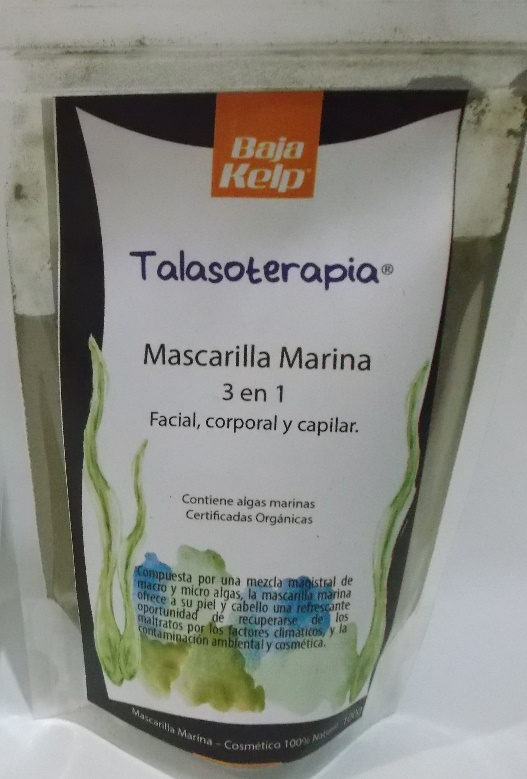 Baja
Kelp
Talasoterapia®
Mascarilla Marina
3 en 1
Facial, corporal y capilar.
Contiene algas marinas
Certificadas Orgánicas
Compuesta por una mezcla magistral de
macro y micro algas, la mascarilla marina
ofrece a su piel y cabello una refrescante
oportunidad de recuperarse de los
maltratos por los factores climáticos, y la
contaminación ambiental y cosmética.
Mascarilla Marina – Cosmético 100% Natural